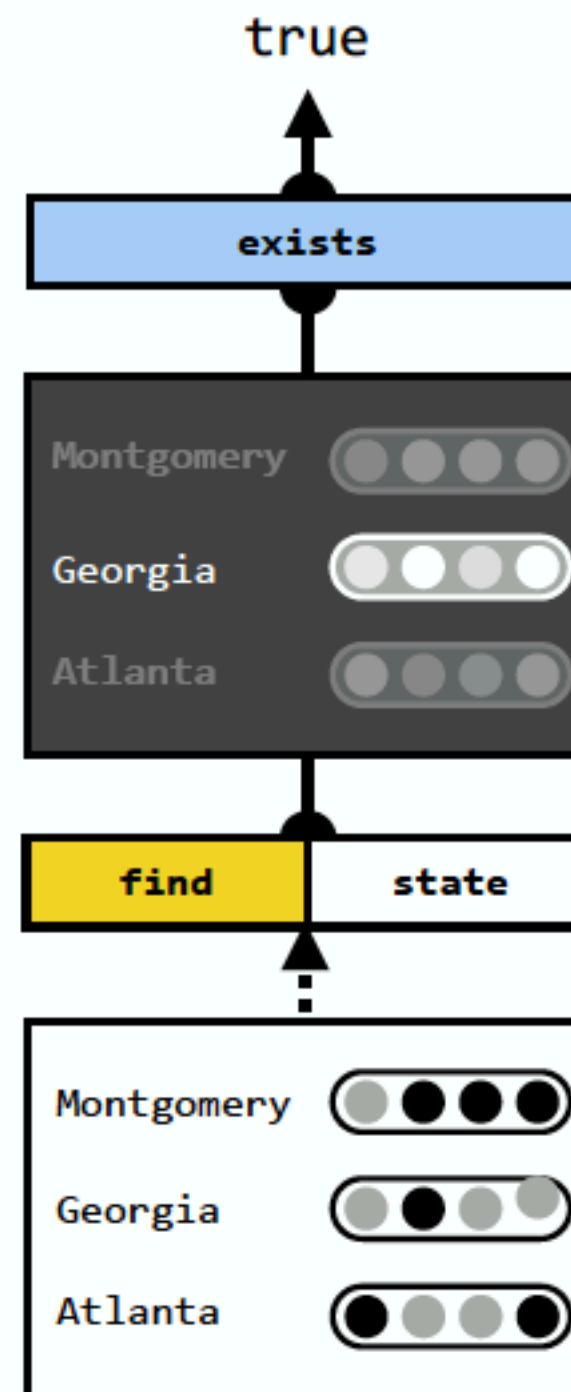 true
exists
Montgomery
Georgia
Atlanta
find state
Montgomery
Georgia
Atlanta